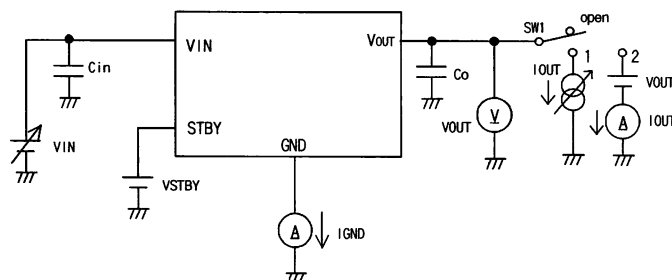 open
SW1
VIN
VOUT
Cin
Co
1
2
IOUT
VOUT
V
VOUT
A
IOUT
STBY
GND
VIN
VSTBY
A
IGND